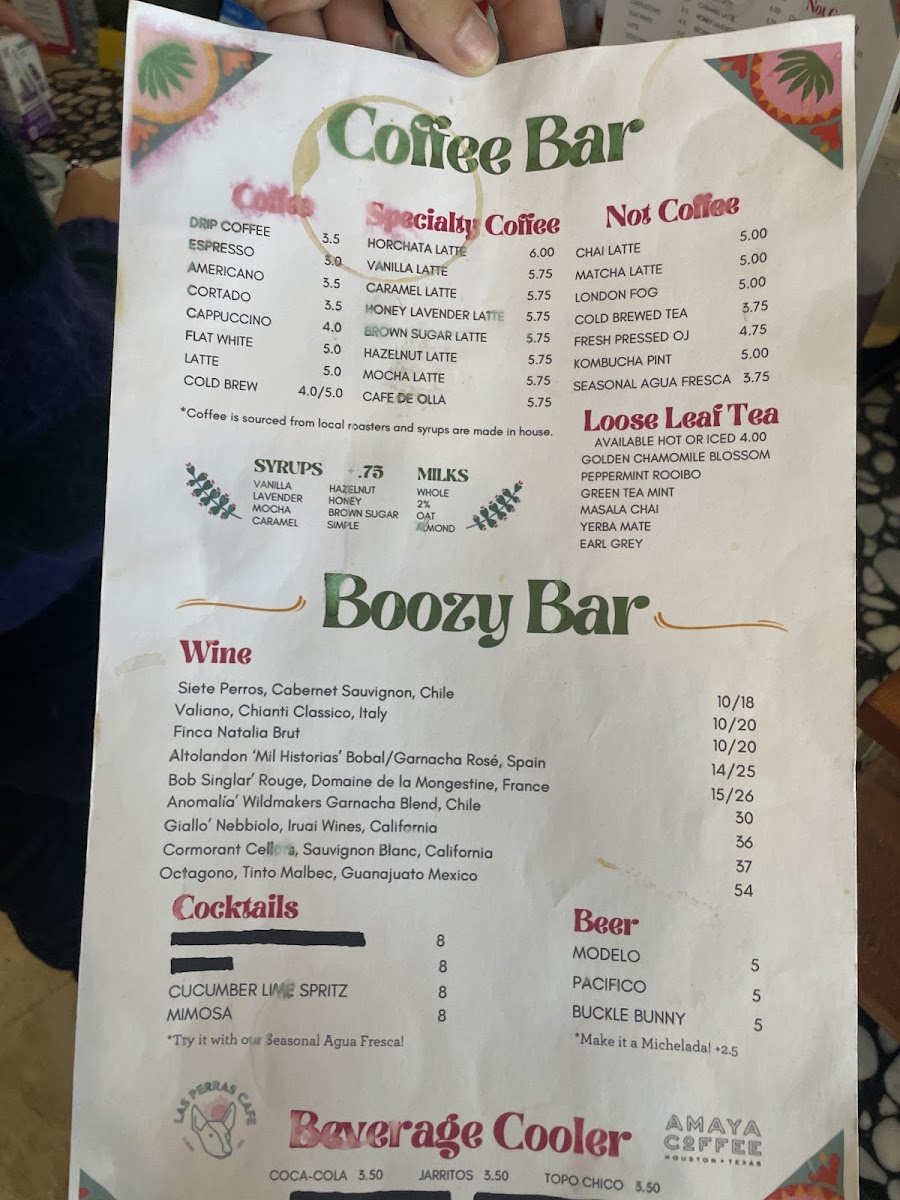 Coffee Bar
Coffee
DRIP COFFEE 3.5
ESPRESSO 3.0
AMERICANO 3.5
CORTADO 3.5
CAPPUCCINO 4.0
FLAT WHITE 5.0
LATTE 5.0
COLD BREW 4.0/5.0
Specialty Coffee
HORCHATA LATTE 6.00
VANILLA LATTE 5.75
CARAMEL LATTE 5.75
HONEY LAVENDER LATTE 5.75
BROWN SUGAR LATTE 5.75
HAZELNUT LATTE 5.75
MOCHA LATTE 5.75
CAFE DE OLLA 5.75
*Coffee is sourced from local roasters and syrups are made in house.
Not Coffee
CHAI LATTE 5.00
MATCHA LATTE 5.00
LONDON FOG 5.00
COLD BREWED TEA 3.75
FRESH PRESSED OJ 4.75
KOMBUCHA PINT 5.00
SEASONAL AGUA FRESCA 3.75
Loose Leaf Tea
AVAILABLE HOT OR ICED 4.00
GOLDEN CHAMOMILE BLOSSOM
PEPPERMINT ROOIBO
GREEN TEA MINT
MASALA CHAI
YERBA MATE
EARL GREY
SYRUPS +.75
VANILLA HAZELNUT
LAVENDER HONEY
MOCHA BROWN SUGAR
CARAMEL SIMPLE
MILKS
WHOLE
2%
OAT
ALMOND
Boozy Bar
Wine
Siete Perros, Cabernet Sauvignon, Chile 10/18
Valiano, Chianti Classico, Italy 10/20
Finca Natalia Brut 10/20
Altolandon ‘Mil Historias’ Bobal/Garnacha Rosé, Spain 14/25
Bob Singlar’ Rouge, Domaine de la Mongestine, France 15/26
Anomalía’ Wildmakers Garnacha Blend, Chile 30
Giallo’ Nebbiolo, Iruai Wines, California 36
Cormorant Cellars, Sauvignon Blanc, California 37
Octagono, Tinto Malbec, Guanajuato Mexico 54
Cocktails
8
8
CUCUMBER LIME SPRITZ 8
MIMOSA 8
*Try it with our Seasonal Agua Fresca!
Beer
MODELO 5
PACIFICO 5
BUCKLE BUNNY 5
*Make it a Michelada! +2.5
LAS PERRAS CAFE
Beverage Cooler
AMAYA
COFFEE
HOUSTON • TEXAS
COCA-COLA 3.50 JARRITOS 3.50 TOPO CHICO 3.50